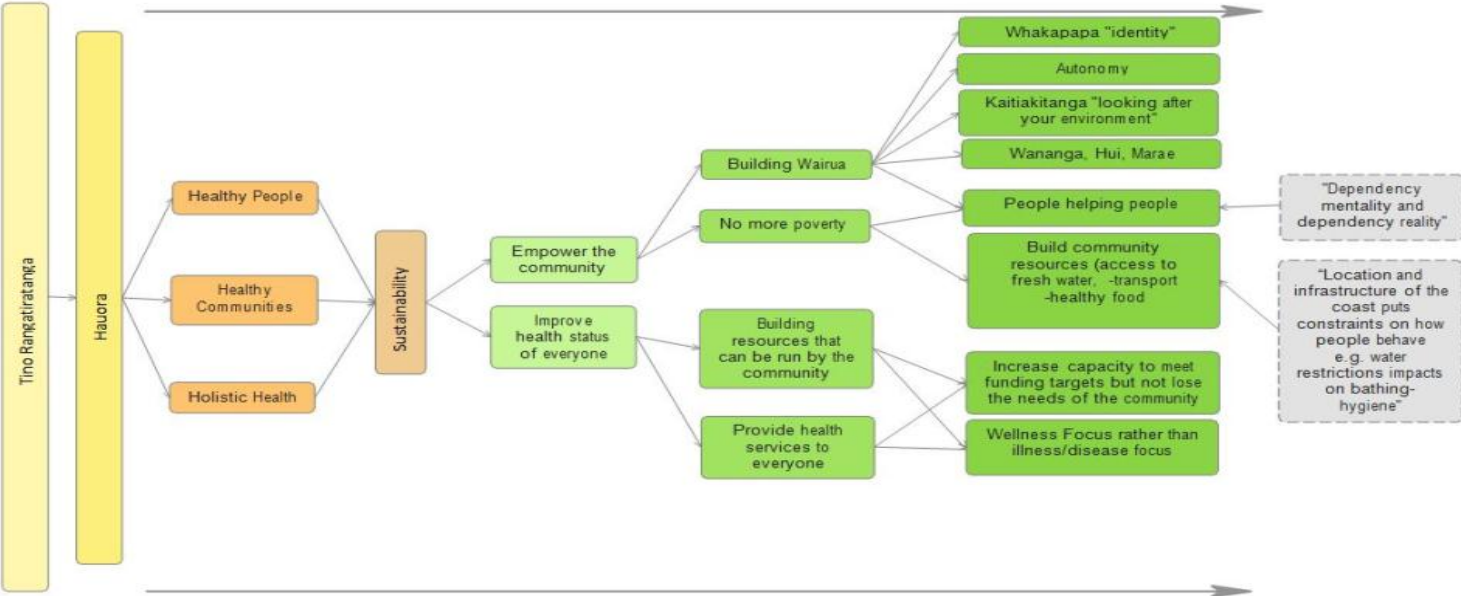 Tino Rangatiratanga
Hauora
Healthy People
Healthy
Communities
Holistic Health
Sustainability
Empower the
community
Improve
health status
of everyone
Building Wairua
No more poverty
Building
resources that
can be run by the
community
Provide health
services to
everyone
Whakapapa "identity"
Autonomy
Kaitiakitanga "looking after
your environment"
Wananga, Hui, Marae
People helping people
Build community
resources (access to
fresh water, -transport
-healthy food
Increase capacity to meet
funding targets but not lose
the needs of the community
Wellness Focus rather than
illness/disease focus
"Dependency
mentality and
dependency reality"
"Location and
infrastructure of the
coast puts
constraints on how
people behave
e.g. water
restrictions impacts
on bathing-
hygiene"